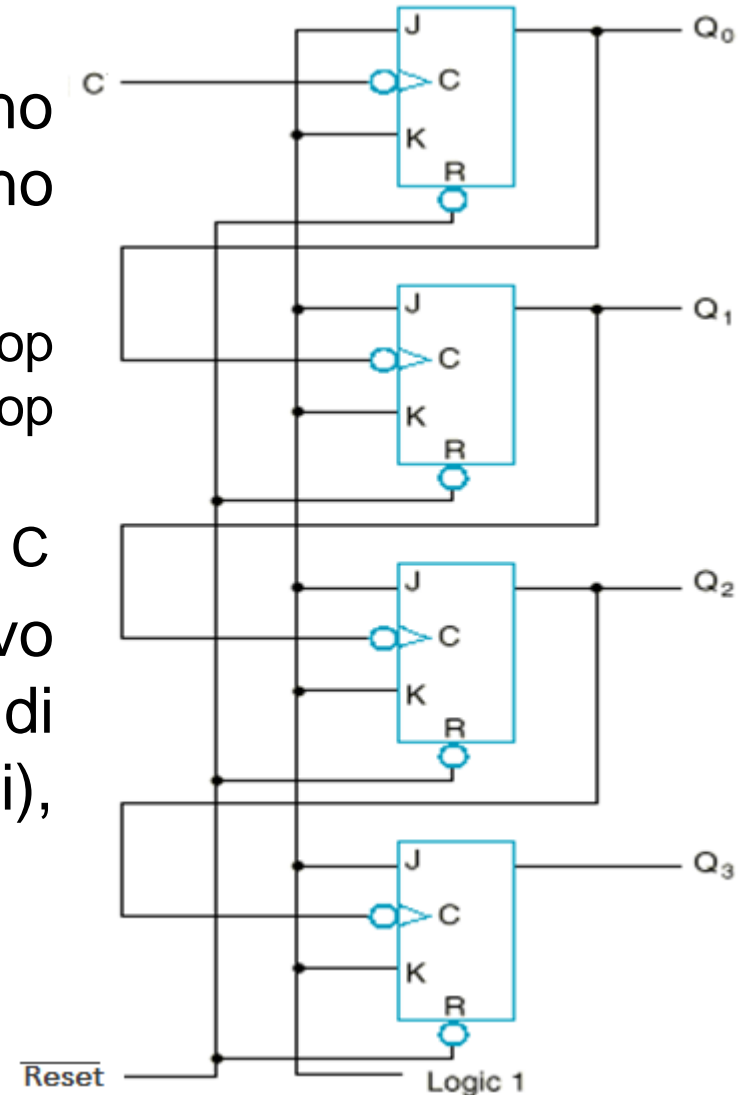 J Q₀
C C
no
K
no
R
J Q₁
op
C
op
K
R
C
J Q₂
C
vo
K
di
R
i),
J Q₃
C
K
R
Reset
Logic 1